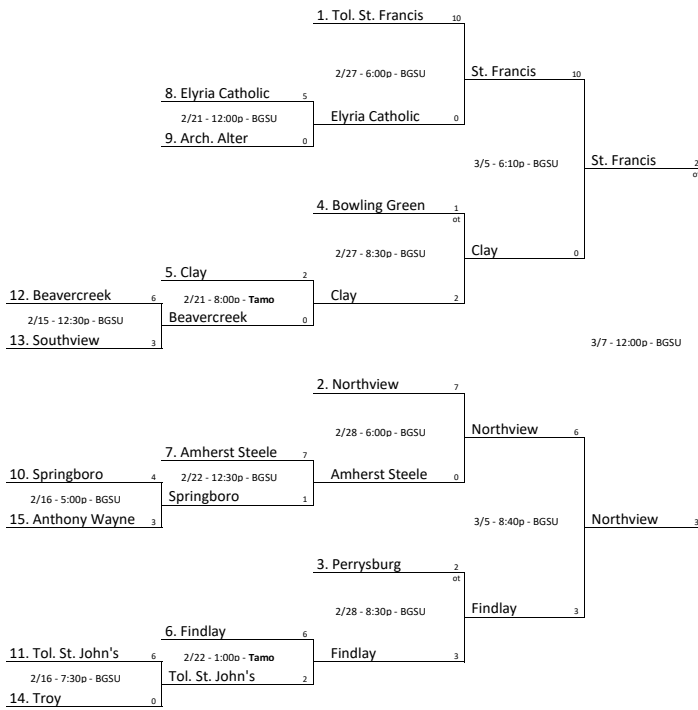 1. Tol. St. Francis 10
2/27 - 6:00p - BGSU
St. Francis 10
8. Elyria Catholic 5
2/21 - 12:00p - BGSU
Elyria Catholic 0
9. Arch. Alter 0
3/5 - 6:10p - BGSU
St. Francis 2
4. Bowling Green 1
ot
2/27 - 8:30p - BGSU
Clay 0
5. Clay 2
12. Beavercreek 6
2/21 - 8:00p - Tamo
Clay 2
2/15 - 12:30p - BGSU
Beavercreek 0
13. Southview 3
3/7 - 12:00p - BGSU
2. Northview 7
2/28 - 6:00p - BGSU
Northview 6
7. Amherst Steele 7
10. Springboro 4
2/22 - 12:30p - BGSU
Amherst Steele 0
2/16 - 5:00p - BGSU
Springboro 1
15. Anthony Wayne 3
3/5 - 8:40p - BGSU
Northview 3
3. Perrysburg 2
ot
2/28 - 8:30p - BGSU
Findlay 3
6. Findlay 6
11. Tol. St. John's 6
2/22 - 1:00p - Tamo
Findlay 3
2/16 - 7:30p - BGSU
Tol. St. John's 2
14. Troy 0